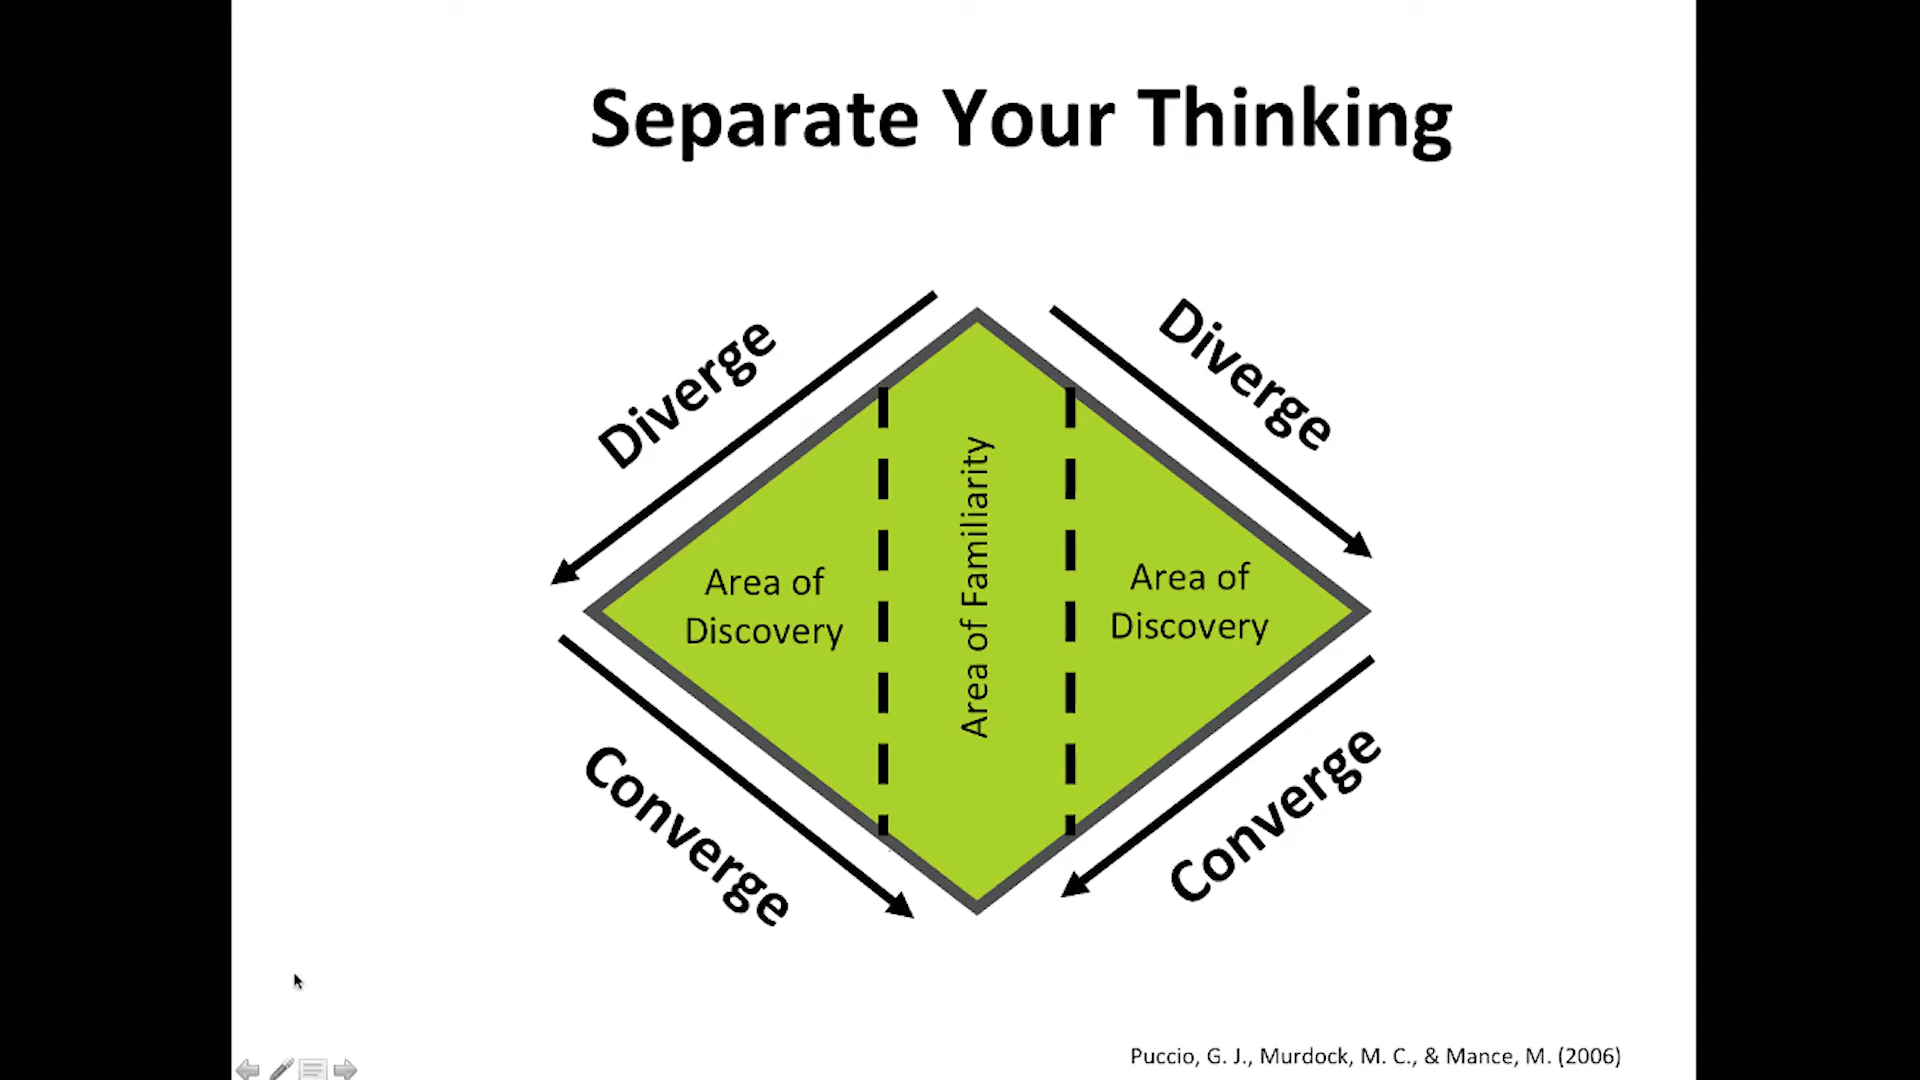 Separate Your Thinking
Diverge
Diverge
Area of
Discovery
Area of Familiarity
Area of
Discovery
Converge
Converge
Puccio, G. J., Murdock, M. C., & Mance, M. (2006)